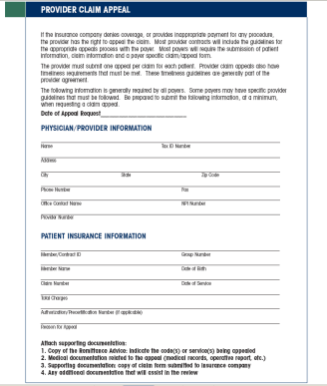 PROVIDER CLAIM APPEAL
If the insurance company denies coverage, or provides inappropriate payment for any procedure,
the provider has the right to appeal the claim. Most provider contracts will include the guidelines for
the appropriate appeals process with the payer. Most payers will require the submission of patient
information, claim information and a payer specific claim/appeal form.
The provider must submit one appeal per claim for each patient. Provider claim appeals also have
timeliness requirements that must be met. These timeliness guidelines are generally part of the
provider agreement.
The following information is generally required by all payers. Some payers may have specific provider
guidelines that must be followed. Be prepared to submit the following information, at a minimum,
when requesting a claim appeal.
Date of Appeal Request
PHYSICIAN/PROVIDER INFORMATION
Name Tax ID Number
Address
City State Zip Code
Phone Number Fax
Office Contact Name NPI Number
Provider Number
PATIENT INSURANCE INFORMATION
Member/Contract ID Group Number
Member Name Date of Birth
Claim Number Date of Service
Total Charges
Authorization/Precertification Number (if applicable)
Reason for Appeal
Attach supporting documentation:
1. Copy of the Remittance Advice: indicate the code(s) or service(s) being appealed
2. Medical documentation related to the appeal (medical records, operative report, etc.)
3. Supporting documentation: copy of claim form submitted to insurance company
4. Any additional documentation that will assist in the review